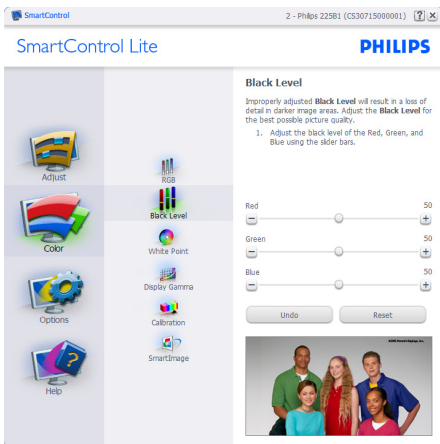 SmartControl
2 - Philips 225B1 (CS30715000001)
SmartControl Lite
PHILIPS
Adjust
Color
Options
Help
RGB
Black Level
White Point
Display Gamma
Calibration
SmartImage
Black Level
Improperly adjusted Black Level will result in a loss of
detail in darker image areas. Adjust the Black Level for
the best possible picture quality.
1. Adjust the black level of the Red, Green, and
Blue using the slider bars.
Red 50
Green 50
Blue 50
Undo Reset